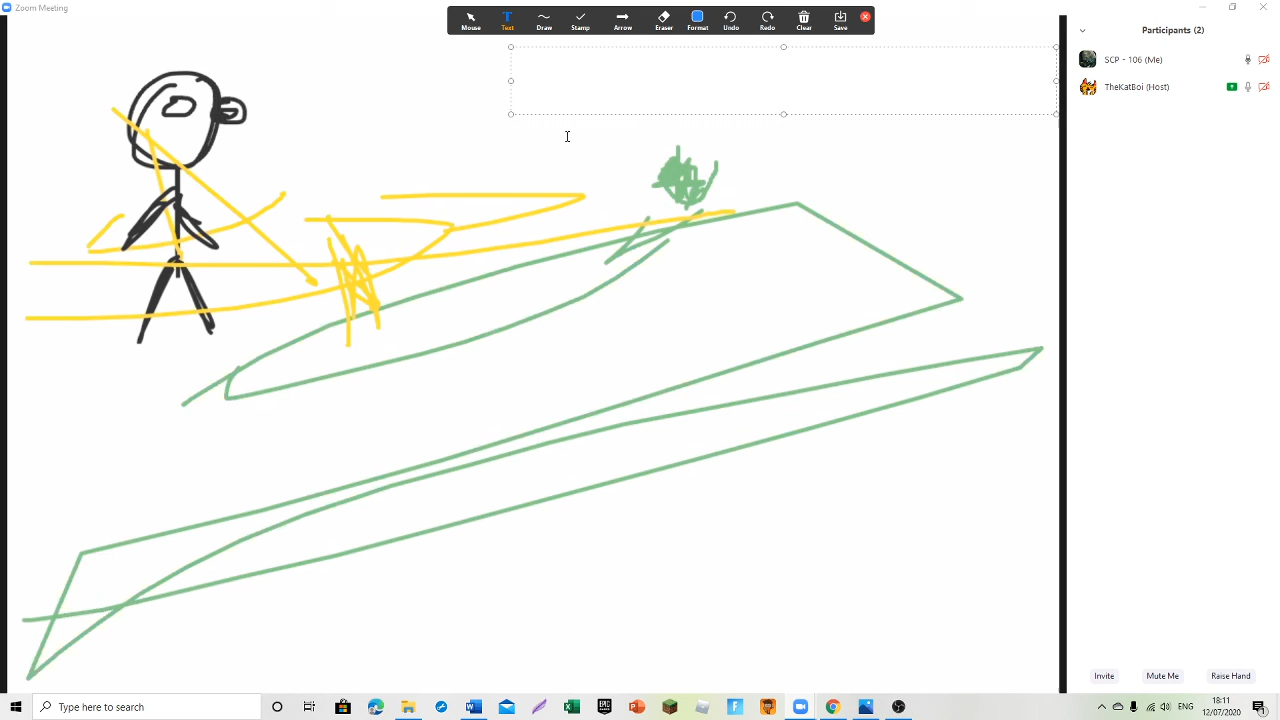 Zoom Meeting
Mouse Text Draw Stamp Arrow Eraser Format Undo Redo Clear Save
Participants (2)
SCP - 106 (Me)
TheKatBoi (Host)
Invite Mute Me Raise Hand
Type here to search
ENG
18:11:00
12/07/2020